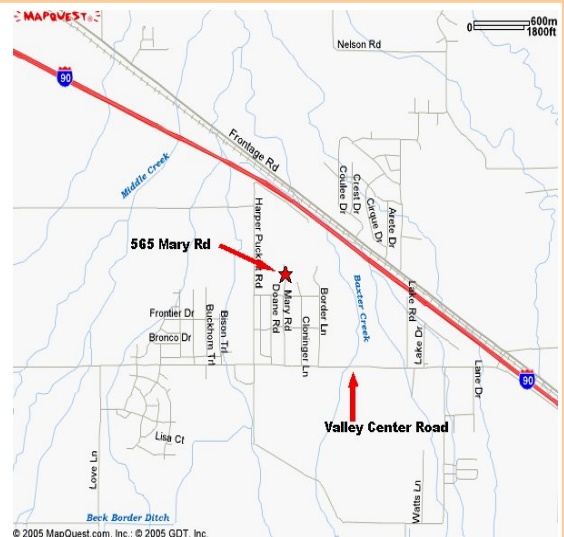 MAPQUEST
600m
0
1800ft
Nelson Rd
90
Frontage Rd
Middle Creek
Coulee Dr
Crest Dr
Cirque Dr
Arete Dr
Harper Puckett Rd
565 Mary Rd
Doane Rd
Mary Rd
Cloninger Ln
Border Ln
Baxter Creek
Lake Rd
Lake Dr
Frontier Dr
Bronco Dr
Buckhorn Trl
Bison Trl
Lane Dr
90
Valley Center Road
Lisa Ct
Love Ln
Watts Ln
Beck Border Ditch
© 2005 MapQuest.com, Inc.; © 2005 GDT, Inc.